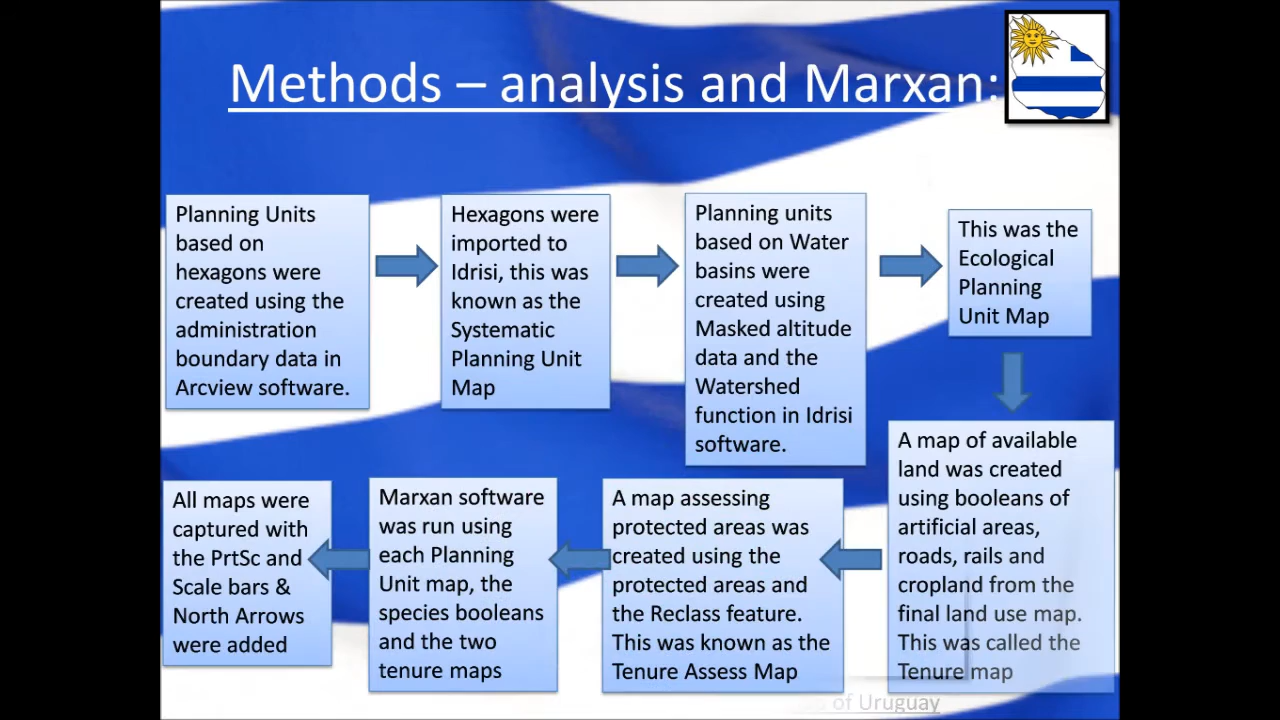 Methods – analysis and Marxan:
Planning Units
based on
hexagons were
created using the
administration
boundary data in
Arcview software.
Hexagons were
imported to
Idrisi, this was
known as the
Systematic
Planning Unit
Map
Planning units
based on Water
basins were
created using
Masked altitude
data and the
Watershed
function in Idrisi
software.
This was the
Ecological
Planning
Unit Map
A map of available
land was created
using booleans of
artificial areas,
roads, rails and
cropland from the
final land use map.
This was called the
Tenure map
A map assessing
protected areas was
created using the
protected areas and
the Reclass feature.
This was known as the
Tenure Assess Map
Marxan software
was run using
each Planning
Unit map, the
species booleans
and the two
tenure maps
All maps were
captured with
the PrtSc and
Scale bars &
North Arrows
were added
of Uruguay